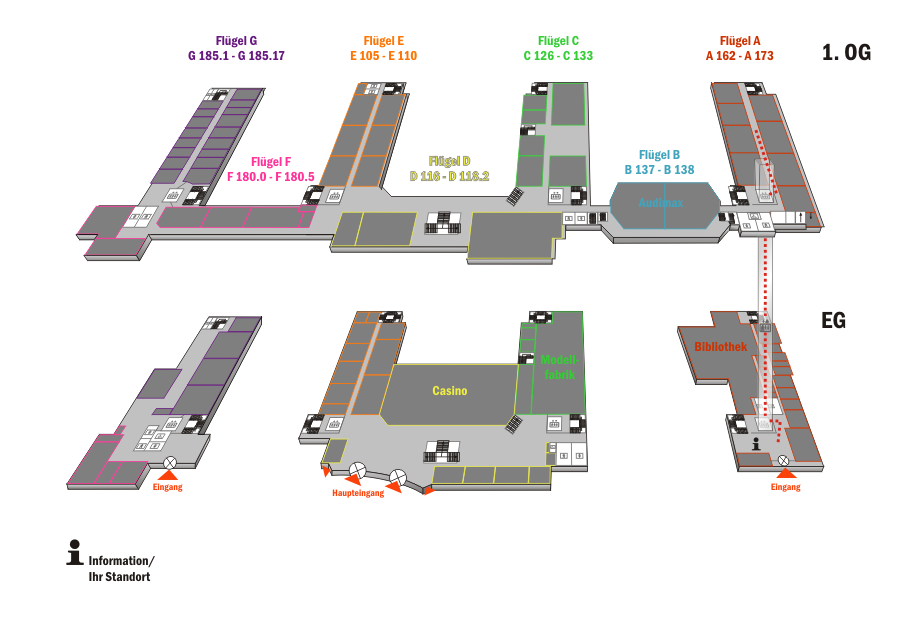 Flügel G
G 185.1 - G 185.17
Flügel E
E 105 - E 110
Flügel C
C 126 - C 133
Flügel A
A 162 - A 173
1. OG
Flügel F
F 180.0 - F 180.5
Flügel D
D 116 - D 118.2
Flügel B
B 137 - B 138
Audimax
EG
Bibliothek
Modell-
fabrik
Casino
Eingang
Haupteingang
Eingang
Information/
Ihr Standort